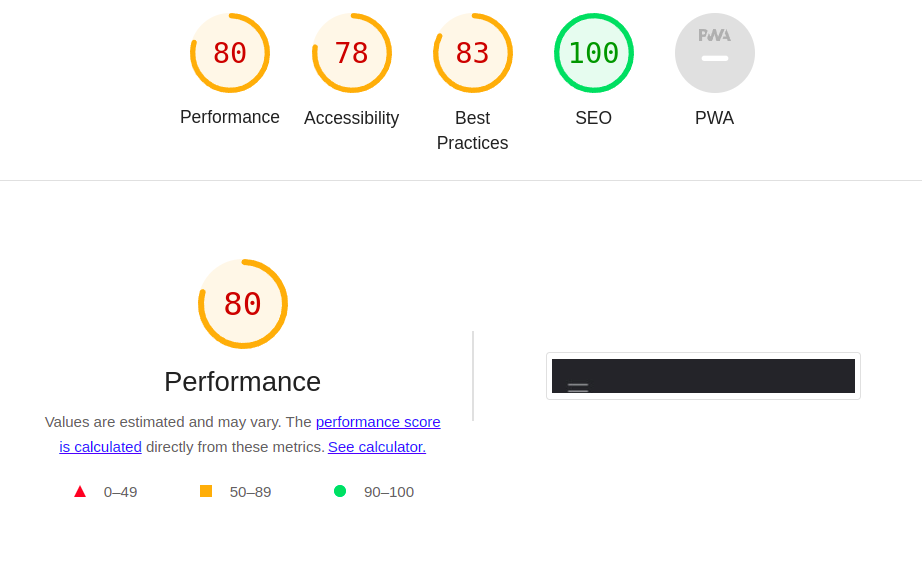 80 78 83 100 PWA
Performance Accessibility Best SEO PWA
Practices
80
Performance
Values are estimated and may vary. The performance score
is calculated directly from these metrics. See calculator.
0–49 50–89 90–100